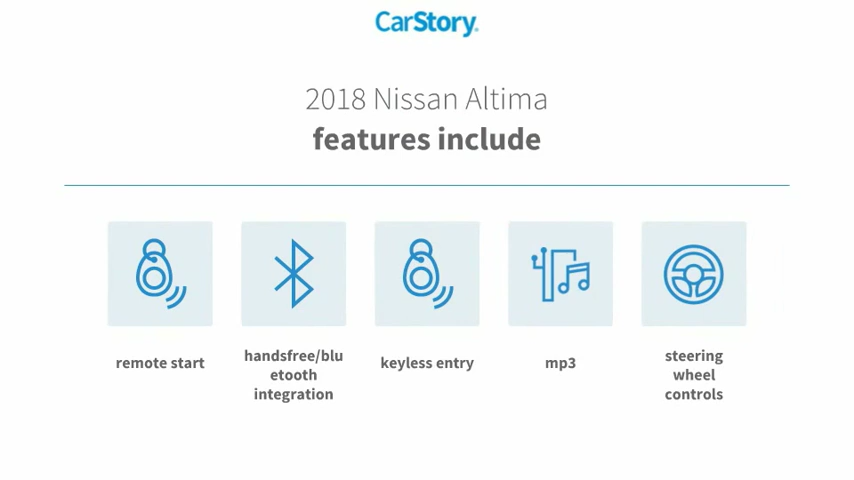 CarStory.
2018 Nissan Altima
features include
remote start
handsfree/blu
etooth
integration
keyless entry
mp3
steering
wheel
controls